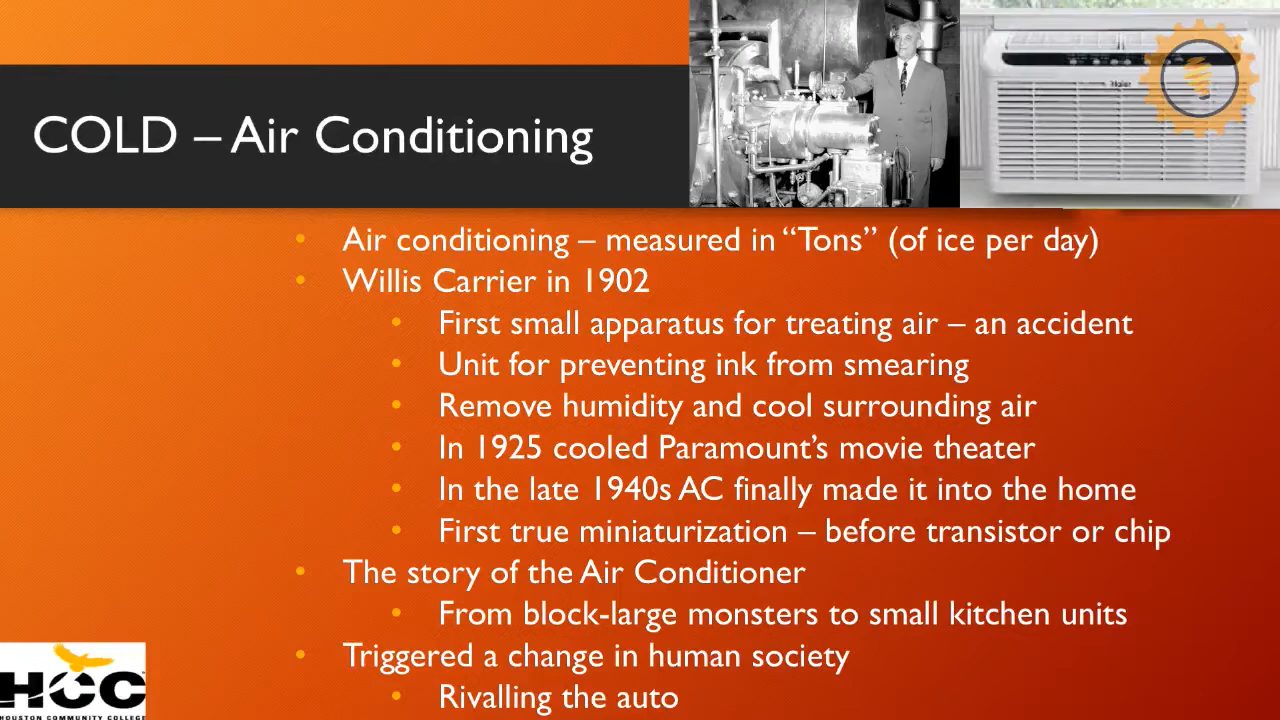 COLD – Air Conditioning
Haier
Air conditioning – measured in “Tons” (of ice per day)
Willis Carrier in 1902
First small apparatus for treating air – an accident
Unit for preventing ink from smearing
Remove humidity and cool surrounding air
In 1925 cooled Paramount’s movie theater
In the late 1940s AC finally made it into the home
First true miniaturization – before transistor or chip
The story of the Air Conditioner
From block-large monsters to small kitchen units
Triggered a change in human society
Rivalling the auto
HCC
HOUSTON COMMUNITY COLLEGE